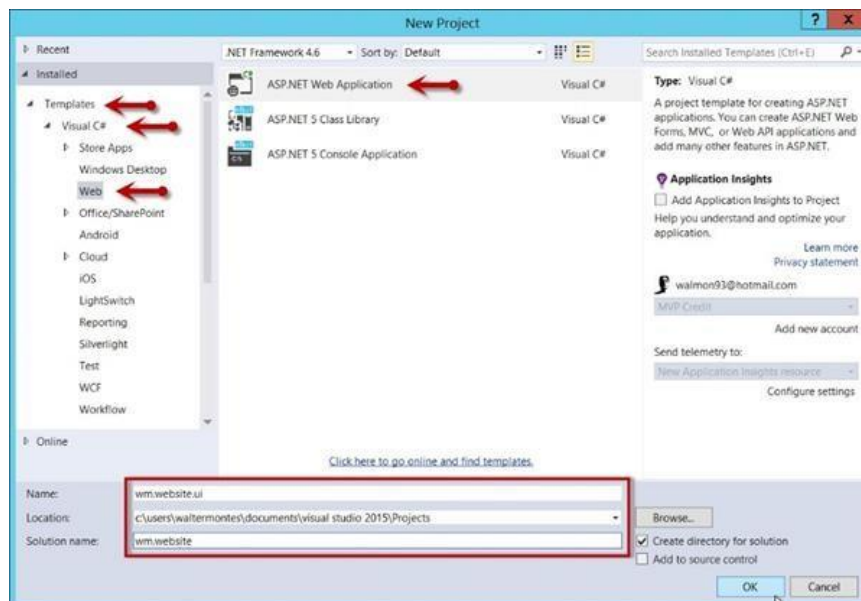 New Project
? X
Recent
.NET Framework 4.6
Sort by: Default
Search Installed Templates (Ctrl+E)
Installed
Templates
Visual C#
Store Apps
Windows Desktop
Web
Office/SharePoint
Android
Cloud
iOS
LightSwitch
Reporting
Silverlight
Test
WCF
Workflow
Online
ASP.NET Web Application Visual C#
ASP.NET 5 Class Library Visual C#
ASP.NET 5 Console Application Visual C#
Click here to go online and find templates.
Type: Visual C#
A project template for creating ASP.NET
applications. You can create ASP.NET Web
Forms, MVC, or Web API applications and
add many other features in ASP.NET.
Application Insights
Add Application Insights to Project
Help you understand and optimize your
application.
Learn more
Privacy statement
walmon93@hotmail.com
MVP Credit
Add new account
Send telemetry to:
New Application Insights resource
Configure settings
Name: wm.website.ui
Location: c:\users\waltermontes\documents\visual studio 2015\Projects
Browse...
Solution name: wm.website
Create directory for solution
Add to source control
OK
Cancel